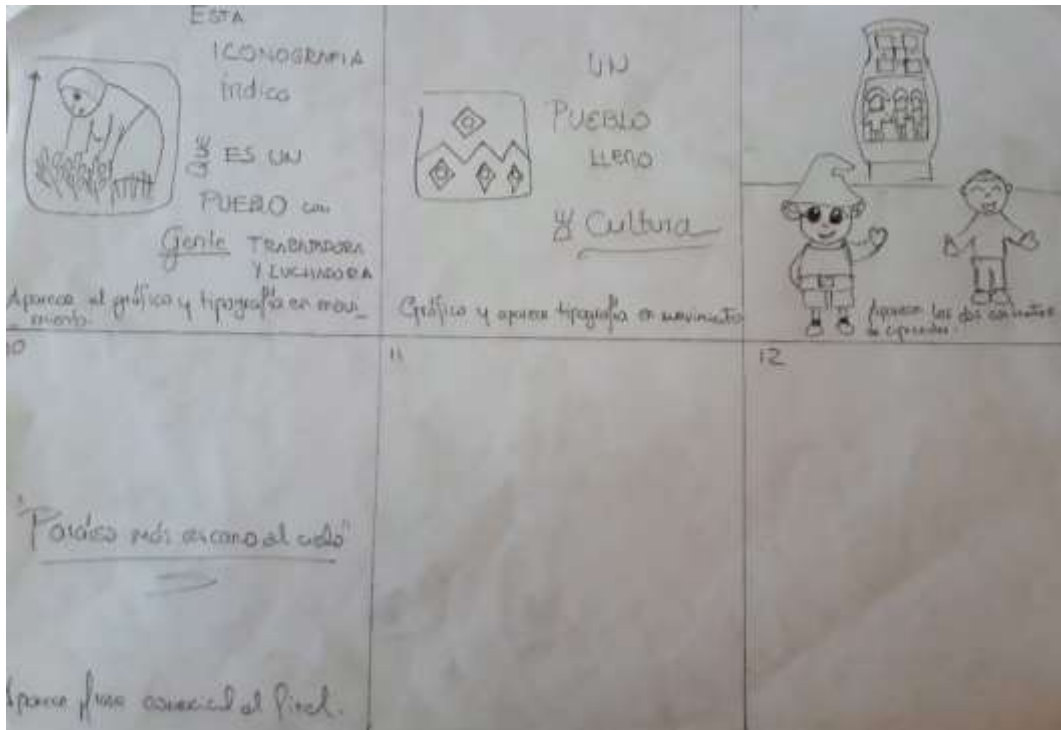 ESTA
ICONOGRAFIA
indica
QUE ES UN
PUEBLO con
Gente TRABAJADORA
Y LUCHADORA
Aparece el gráfico y tipografía en movi_
miento.
UN
PUEBLO
LLENO
de Cultura
Gráfico y aparece tipografía en movimiento
Aparecen los dos
de
10
"Paraíso más cercano al cielo"
Aparece frase comercial al final.
11
12